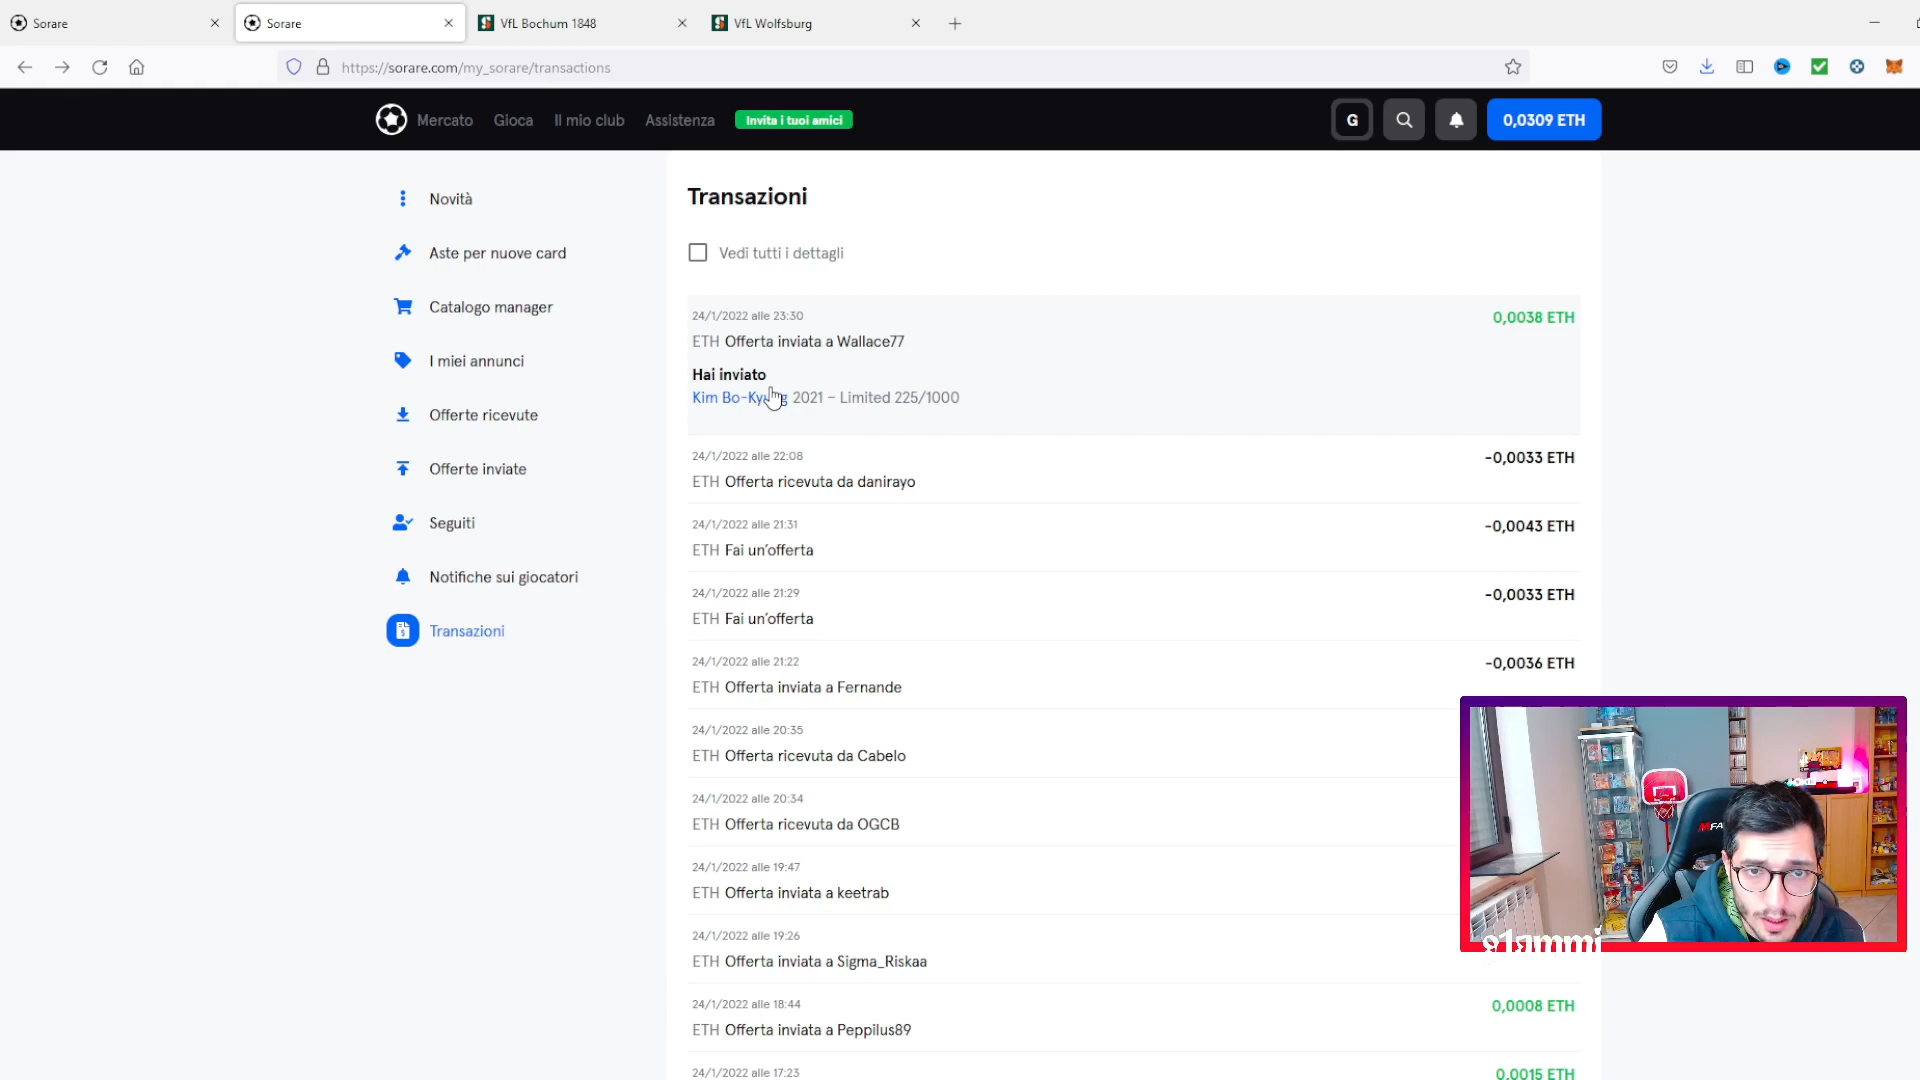 Sorare
Sorare
VfL Bochum 1848
VfL Wolfsburg
https://sorare.com/my_sorare/transactions
Mercato
Gioca
Il mio club
Assistenza
Invita i tuoi amici
G
0,0309 ETH
Novità
Aste per nuove card
Catalogo manager
I miei annunci
Offerte ricevute
Offerte inviate
Seguiti
Notifiche sui giocatori
Transazioni
Transazioni
Vedi tutti i dettagli
24/1/2022 alle 23:30
0,0038 ETH
ETH Offerta inviata a Wallace77
Hai inviato
Kim 2021 – Limited 225/1000
24/1/2022 alle 22:08
-0,0033 ETH
ETH Offerta ricevuta da danirayo
24/1/2022 alle 21:31
-0,0043 ETH
ETH Fai un'offerta
24/1/2022 alle 21:29
-0,0033 ETH
ETH Fai un'offerta
24/1/2022 alle 21:22
-0,0036 ETH
ETH Offerta inviata a Fernande
24/1/2022 alle 20:35
ETH Offerta ricevuta da Cabelo
24/1/2022 alle 20:34
ETH Offerta ricevuta da OGCB
24/1/2022 alle 19:47
ETH Offerta inviata a keetrab
24/1/2022 alle 19:26
ETH Offerta inviata a Sigma_Riskaa
24/1/2022 alle 18:44
0,0008 ETH
ETH Offerta inviata a Peppilus89
24/1/2022 alle 17:23
0,0015 ETH